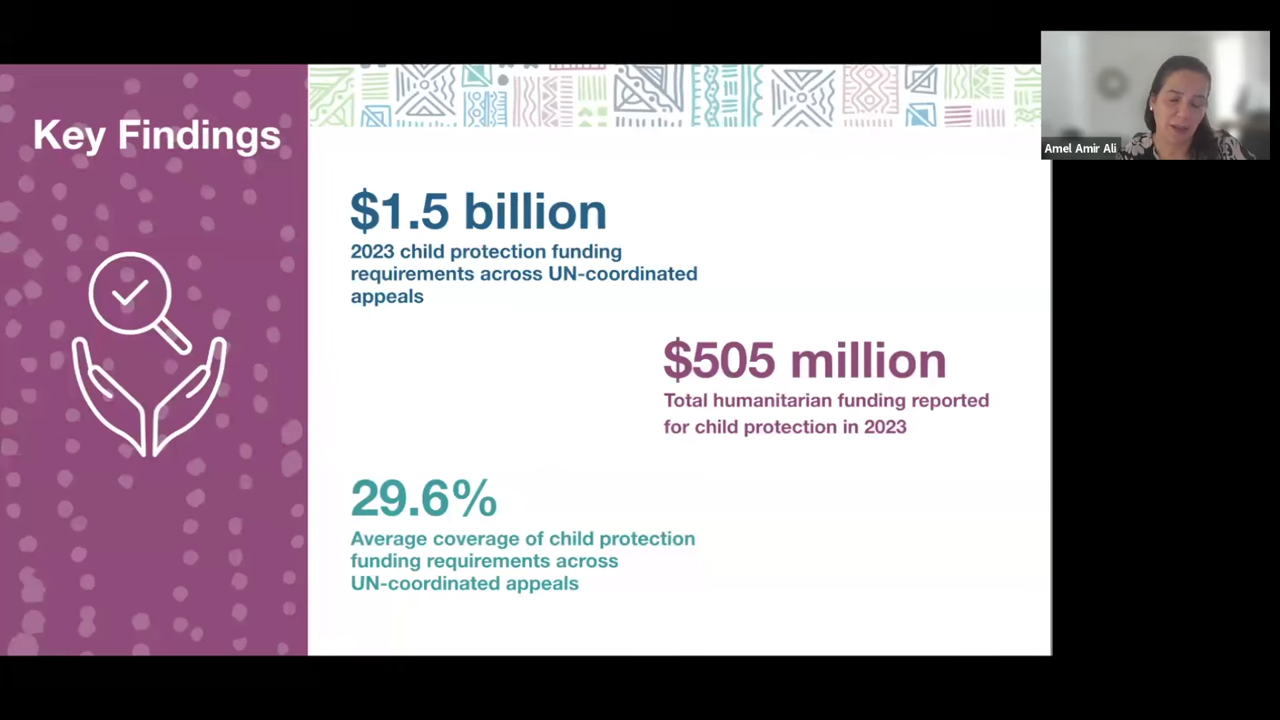 Key Findings
$1.5 billion
2023 child protection funding
requirements across UN-coordinated
appeals
$505 million
Total humanitarian funding reported
for child protection in 2023
29.6%
Average coverage of child protection
funding requirements across
UN-coordinated appeals
Amel Amir Ali